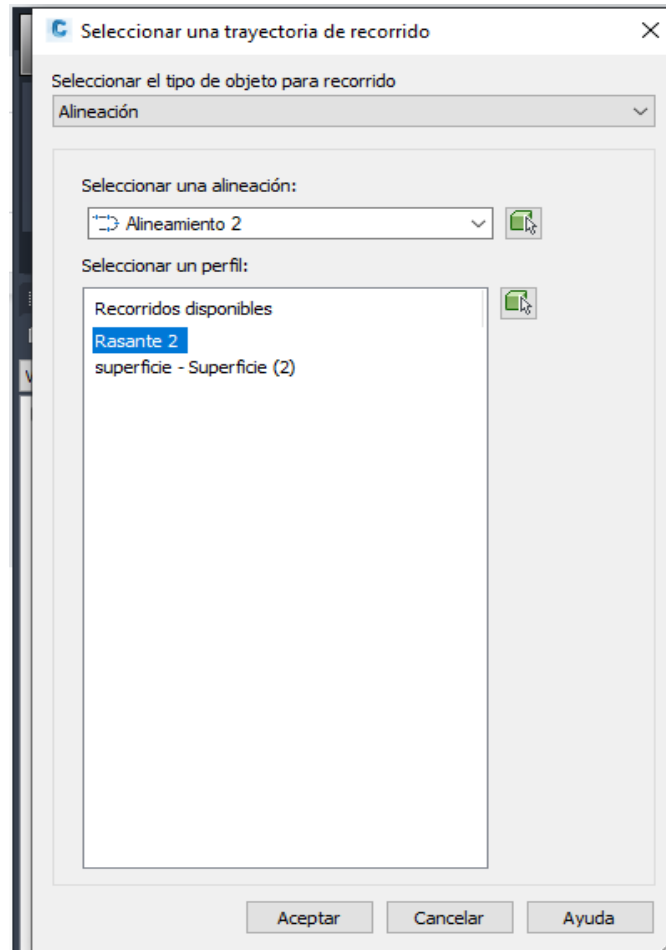 Seleccionar una trayectoria de recorrido
Seleccionar el tipo de objeto para recorrido
Alineación
Seleccionar una alineación:
Alineamiento 2
Seleccionar un perfil:
Recorridos disponibles
Rasante 2
superficie - Superficie (2)
Aceptar
Cancelar
Ayuda